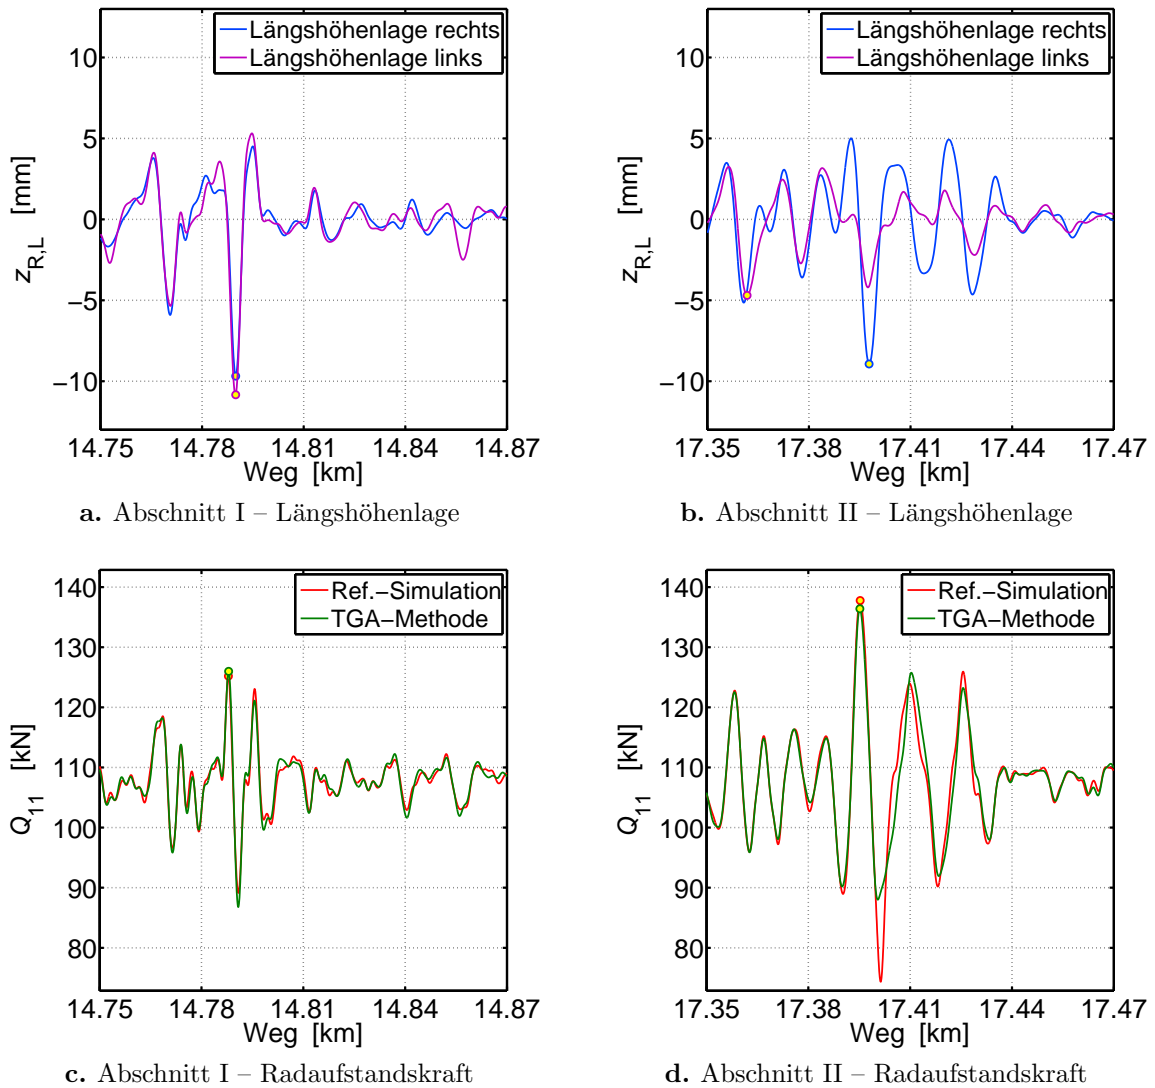 Längshöhenlage rechts
Längshöhenlage links
10
5
0
−5
−10
z_R,L [mm]
14.75 14.78 14.81 14.84 14.87
Weg [km]
a. Abschnitt I – Längshöhenlage
Längshöhenlage rechts
Längshöhenlage links
10
5
0
−5
−10
z_R,L [mm]
17.35 17.38 17.41 17.44 17.47
Weg [km]
b. Abschnitt II – Längshöhenlage
Ref.−Simulation
TGA−Methode
140
130
120
110
100
90
80
Q_11 [kN]
14.75 14.78 14.81 14.84 14.87
Weg [km]
c. Abschnitt I – Radaufstandskraft
Ref.−Simulation
TGA−Methode
140
130
120
110
100
90
80
Q_11 [kN]
17.35 17.38 17.41 17.44 17.47
Weg [km]
d. Abschnitt II – Radaufstandskraft